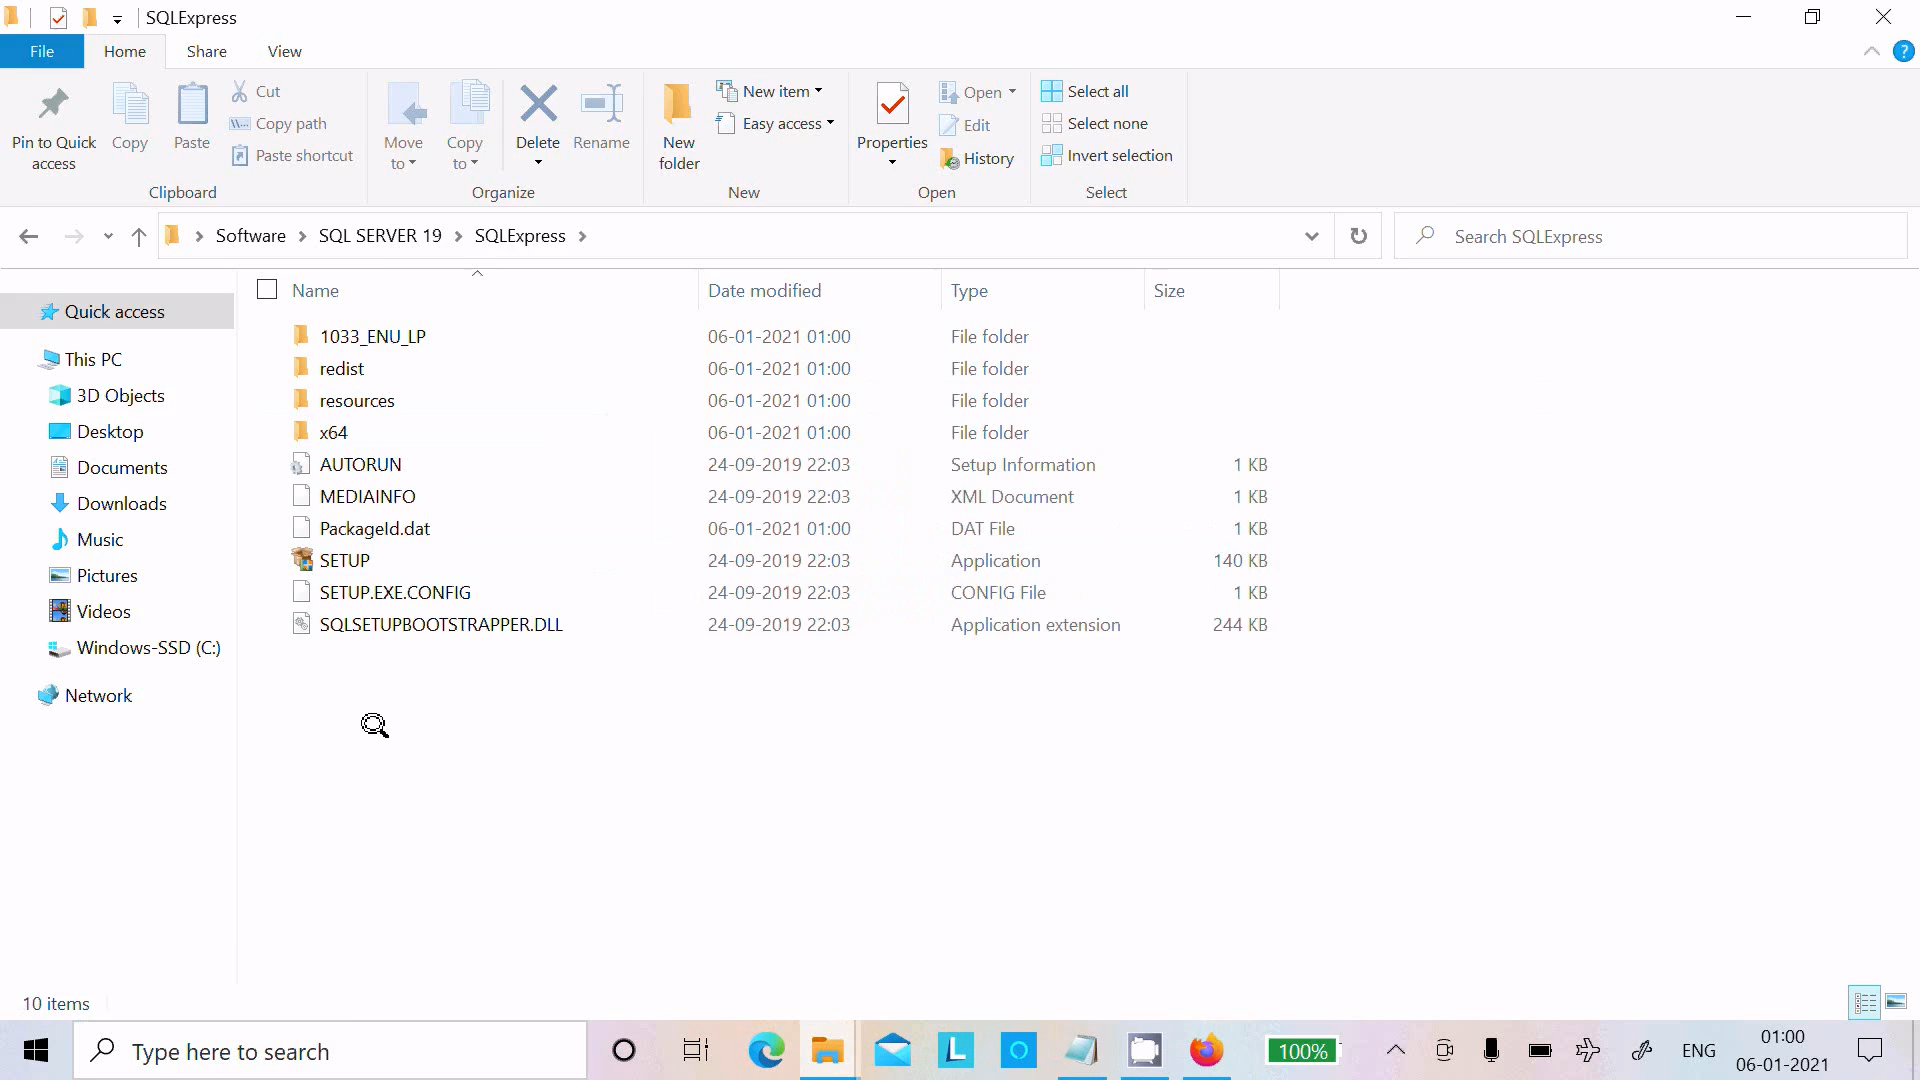 SQLExpress
File Home Share View
Pin to Quick access
Copy
Paste
Cut
Copy path
Paste shortcut
Clipboard
Move to
Copy to
Delete
Rename
Organize
New folder
New item
Easy access
New
Properties
Open
Edit
History
Open
Select all
Select none
Invert selection
Select
Software SQL SERVER 19 SQLExpress
Search SQLExpress
Quick access
This PC
3D Objects
Desktop
Documents
Downloads
Music
Pictures
Videos
Windows-SSD (C:)
Network
Name Date modified Type Size
1033_ENU_LP 06-01-2021 01:00 File folder
redist 06-01-2021 01:00 File folder
resources 06-01-2021 01:00 File folder
x64 06-01-2021 01:00 File folder
AUTORUN 24-09-2019 22:03 Setup Information 1 KB
MEDIAINFO 24-09-2019 22:03 XML Document 1 KB
PackageId.dat 06-01-2021 01:00 DAT File 1 KB
SETUP 24-09-2019 22:03 Application 140 KB
SETUP.EXE.CONFIG 24-09-2019 22:03 CONFIG File 1 KB
SQLSETUPBOOTSTRAPPER.DLL 24-09-2019 22:03 Application extension 244 KB
10 items
Type here to search
L
100%
ENG
01:00
06-01-2021